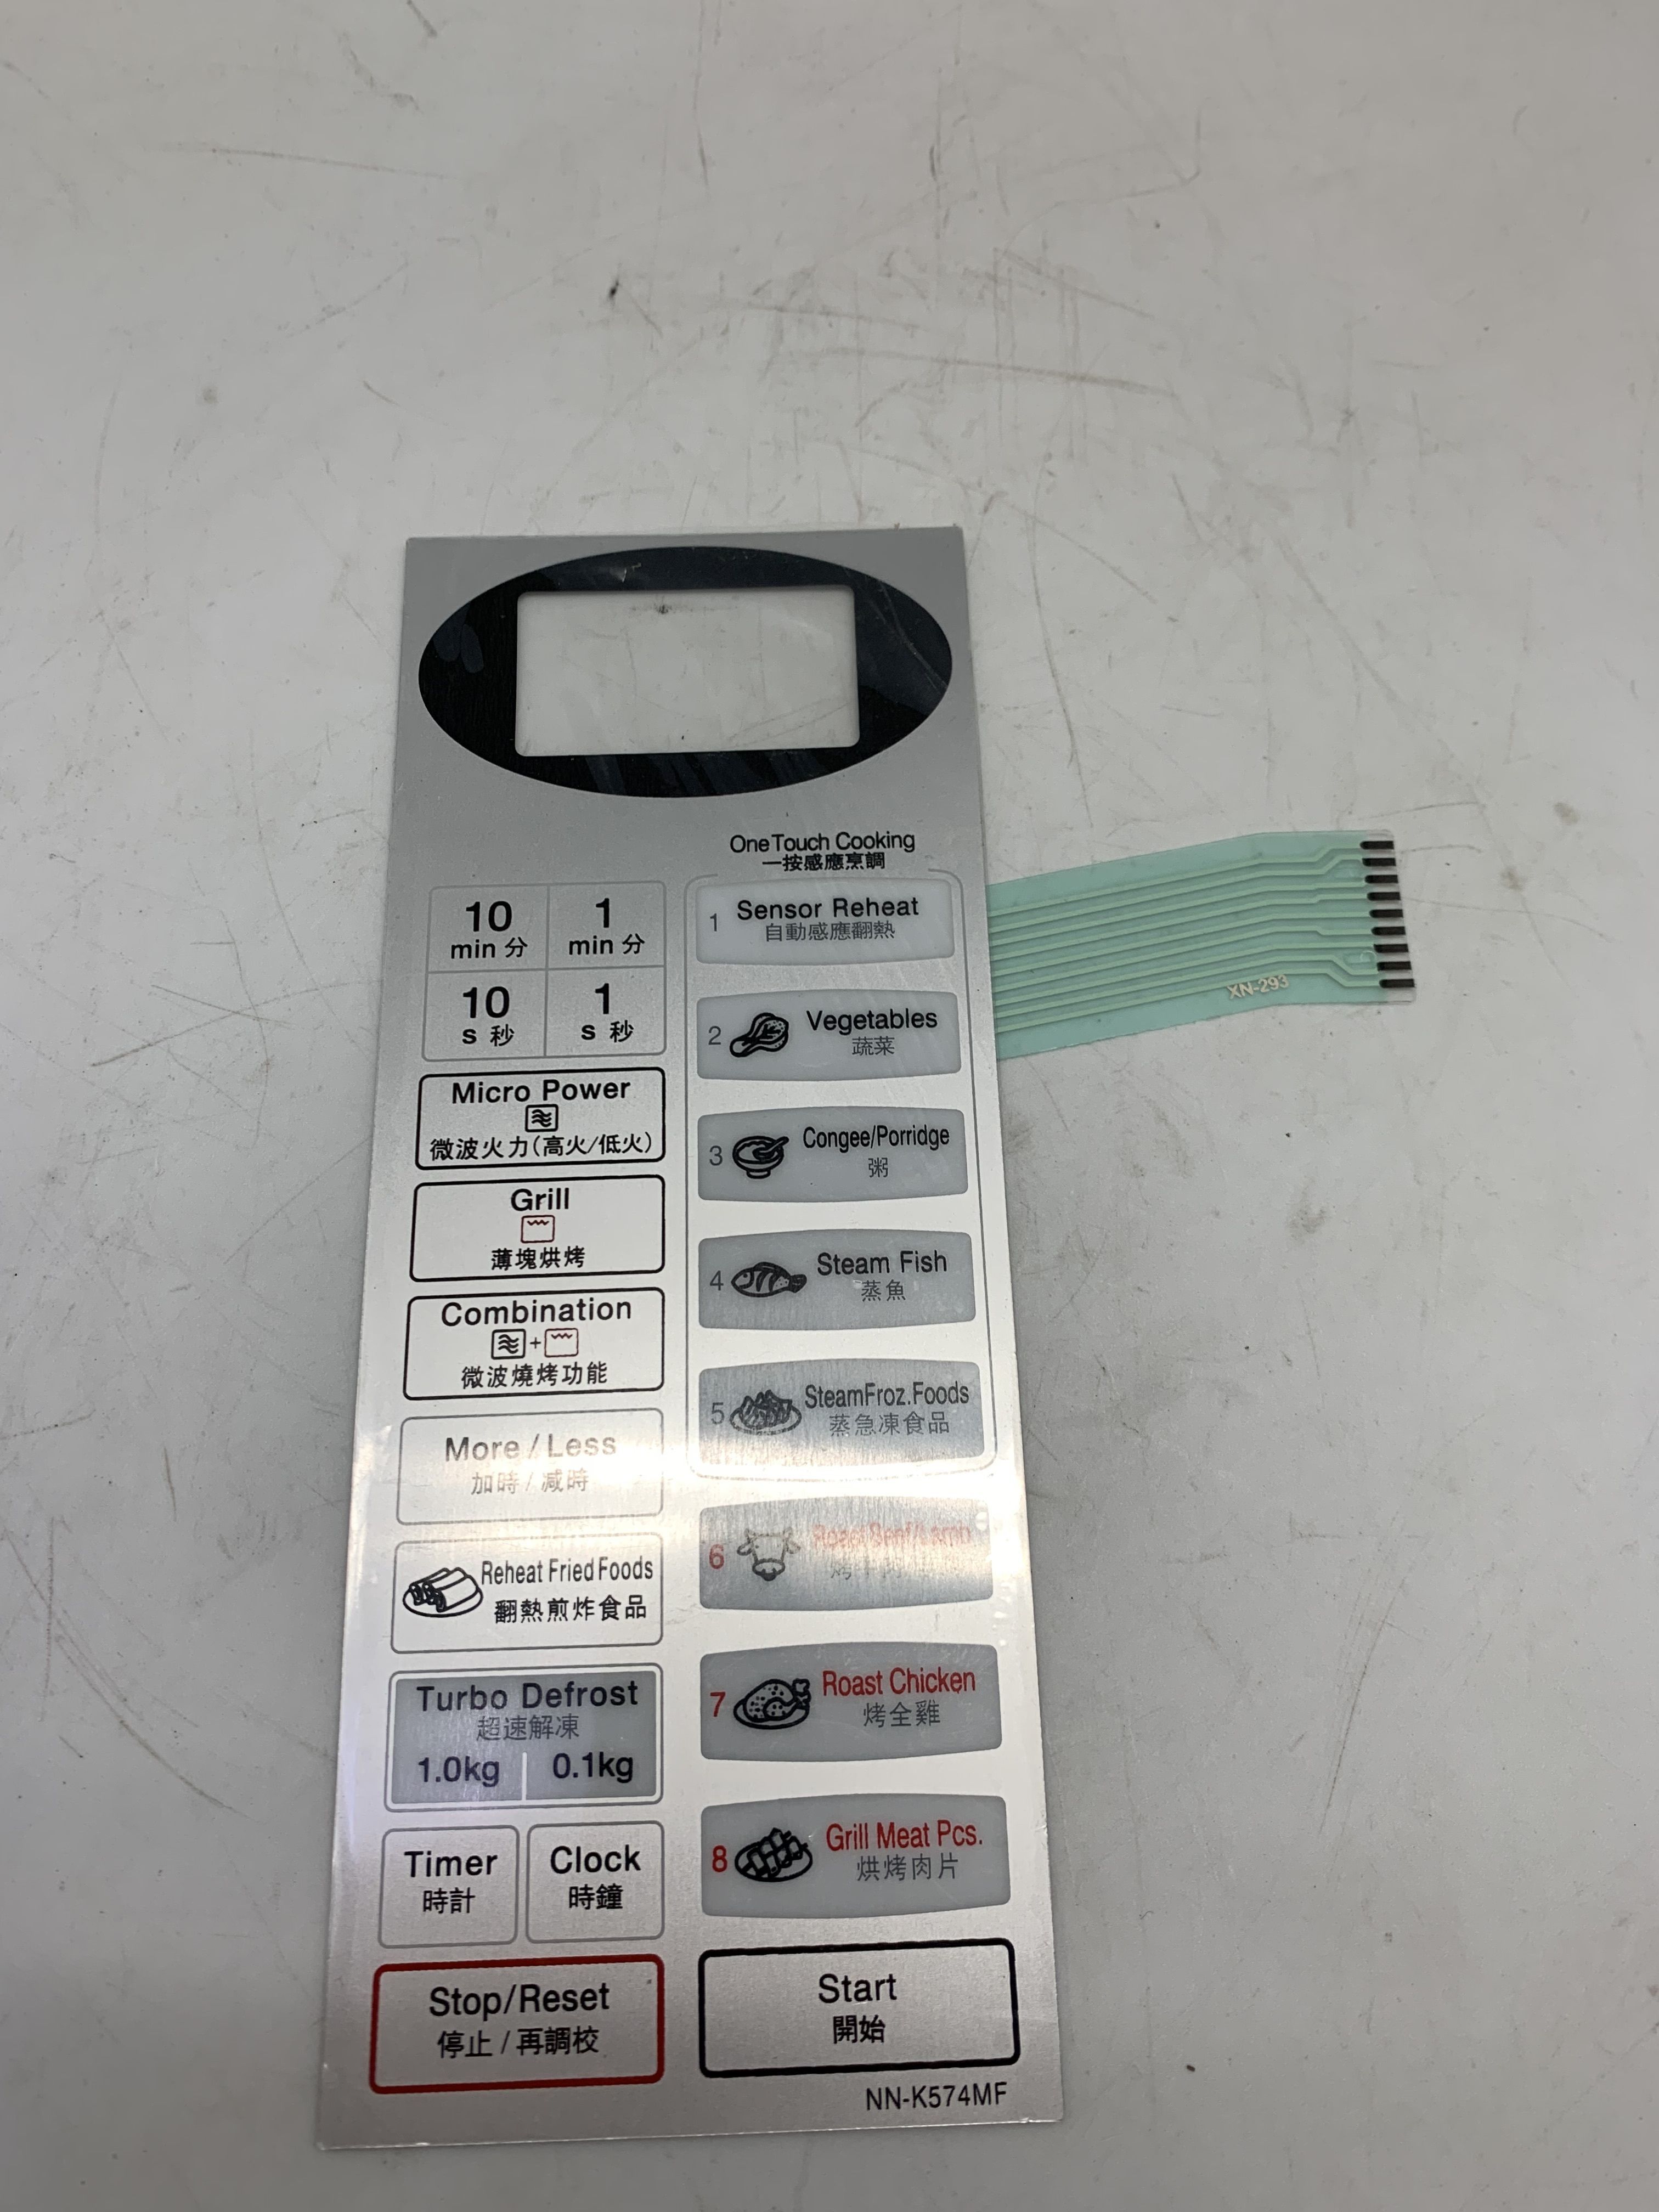 One Touch Cooking
一按感應烹調
10
min 分
1
min 分
10
s 秒
1
s 秒
Micro Power
微波火力(高火/低火)
Grill
薄塊烘烤
Combination
+
微波燒烤功能
More / Less
加時 / 減時
Reheat Fried Foods
翻熱煎炸食品
Turbo Defrost
超速解凍
1.0kg
0.1kg
Timer
時計
Clock
時鐘
Stop/Reset
停止 / 再調校
1
Sensor Reheat
自動感應翻熱
2
Vegetables
蔬菜
3
Congee/Porridge
粥
4
Steam Fish
蒸魚
5
Steam Froz. Foods
蒸急凍食品
6
Roast Beef/Lamb
7
Roast Chicken
烤全雞
8
Grill Meat Pcs.
烘烤肉片
Start
開始
NN-K574MF
XN-293